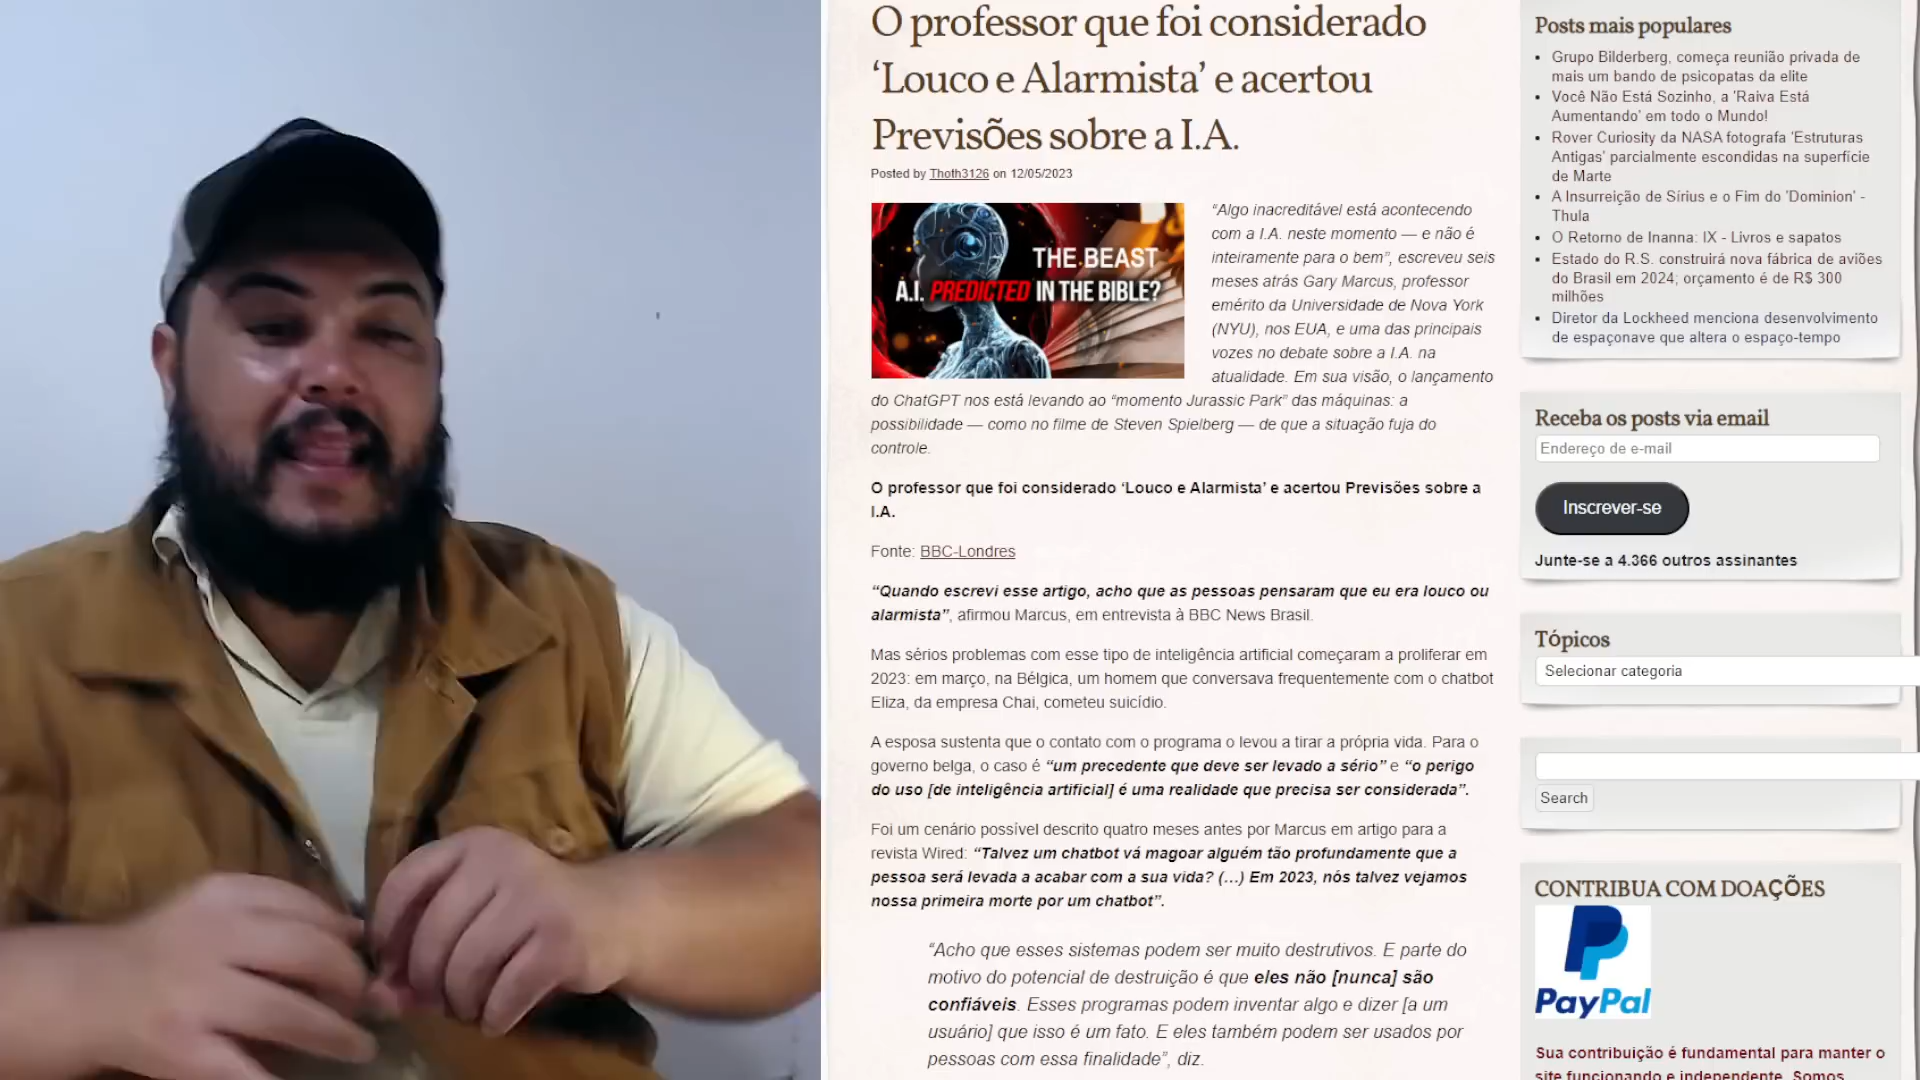 O professor que foi considerado
‘Louco e Alarmista’ e acertou
Previsões sobre a I.A.
Posted by Thoth3126 on 12/05/2023
THE BEAST
A.I. PREDICTED IN THE BIBLE?
“Algo inacreditável está acontecendo
com a I.A. neste momento — e não é
inteiramente para o bem”, escreveu seis
meses atrás Gary Marcus, professor
emérito da Universidade de Nova York
(NYU), nos EUA, e uma das principais
vozes no debate sobre a I.A. na
atualidade. Em sua visão, o lançamento
do ChatGPT nos está levando ao “momento Jurassic Park” das máquinas: a
possibilidade — como no filme de Steven Spielberg — de que a situação fuja do
controle.
O professor que foi considerado ‘Louco e Alarmista’ e acertou Previsões sobre a
I.A.
Fonte: BBC-Londres
“Quando escrevi esse artigo, acho que as pessoas pensaram que eu era louco ou
alarmista”, afirmou Marcus, em entrevista à BBC News Brasil.
Mas sérios problemas com esse tipo de inteligência artificial começaram a proliferar em
2023: em março, na Bélgica, um homem que conversava frequentemente com o chatbot
Eliza, da empresa Chai, cometeu suicídio.
A esposa sustenta que o contato com o programa o levou a tirar a própria vida. Para o
governo belga, o caso é “um precedente que deve ser levado a sério” e “o perigo
do uso [de inteligência artificial] é uma realidade que precisa ser considerada”.
Foi um cenário possível descrito quatro meses antes por Marcus em artigo para a
revista Wired: “Talvez um chatbot vá magoar alguém tão profundamente que a
pessoa será levada a acabar com a sua vida? (…) Em 2023, nós talvez vejamos
nossa primeira morte por um chatbot”.
“Acho que esses sistemas podem ser muito destrutivos. E parte do
motivo do potencial de destruição é que eles não [nunca] são
confiáveis. Esses programas podem inventar algo e dizer [a um
usuário] que isso é um fato. E eles também podem ser usados por
pessoas com essa finalidade”, diz.
Posts mais populares
Grupo Bilderberg, começa reunião privada de
mais um bando de psicopatas da elite
Você Não Está Sozinho, a 'Raiva Está
Aumentando' em todo o Mundo!
Rover Curiosity da NASA fotografa 'Estruturas
Antigas' parcialmente escondidas na superfície
de Marte
A Insurreição de Sírius e o Fim do 'Dominion' -
Thula
O Retorno de Inanna: IX - Livros e sapatos
Estado do R.S. construirá nova fábrica de aviões
do Brasil em 2024; orçamento é de R$ 300
milhões
Diretor da Lockheed menciona desenvolvimento
de espaçonave que altera o espaço-tempo
Receba os posts via email
Endereço de e-mail
Inscrever-se
Junte-se a 4.366 outros assinantes
Tópicos
Selecionar categoria
Search
CONTRIBUA COM DOAÇÕES
PayPal
Sua contribuição é fundamental para manter o
site funcionando e independente. Somos